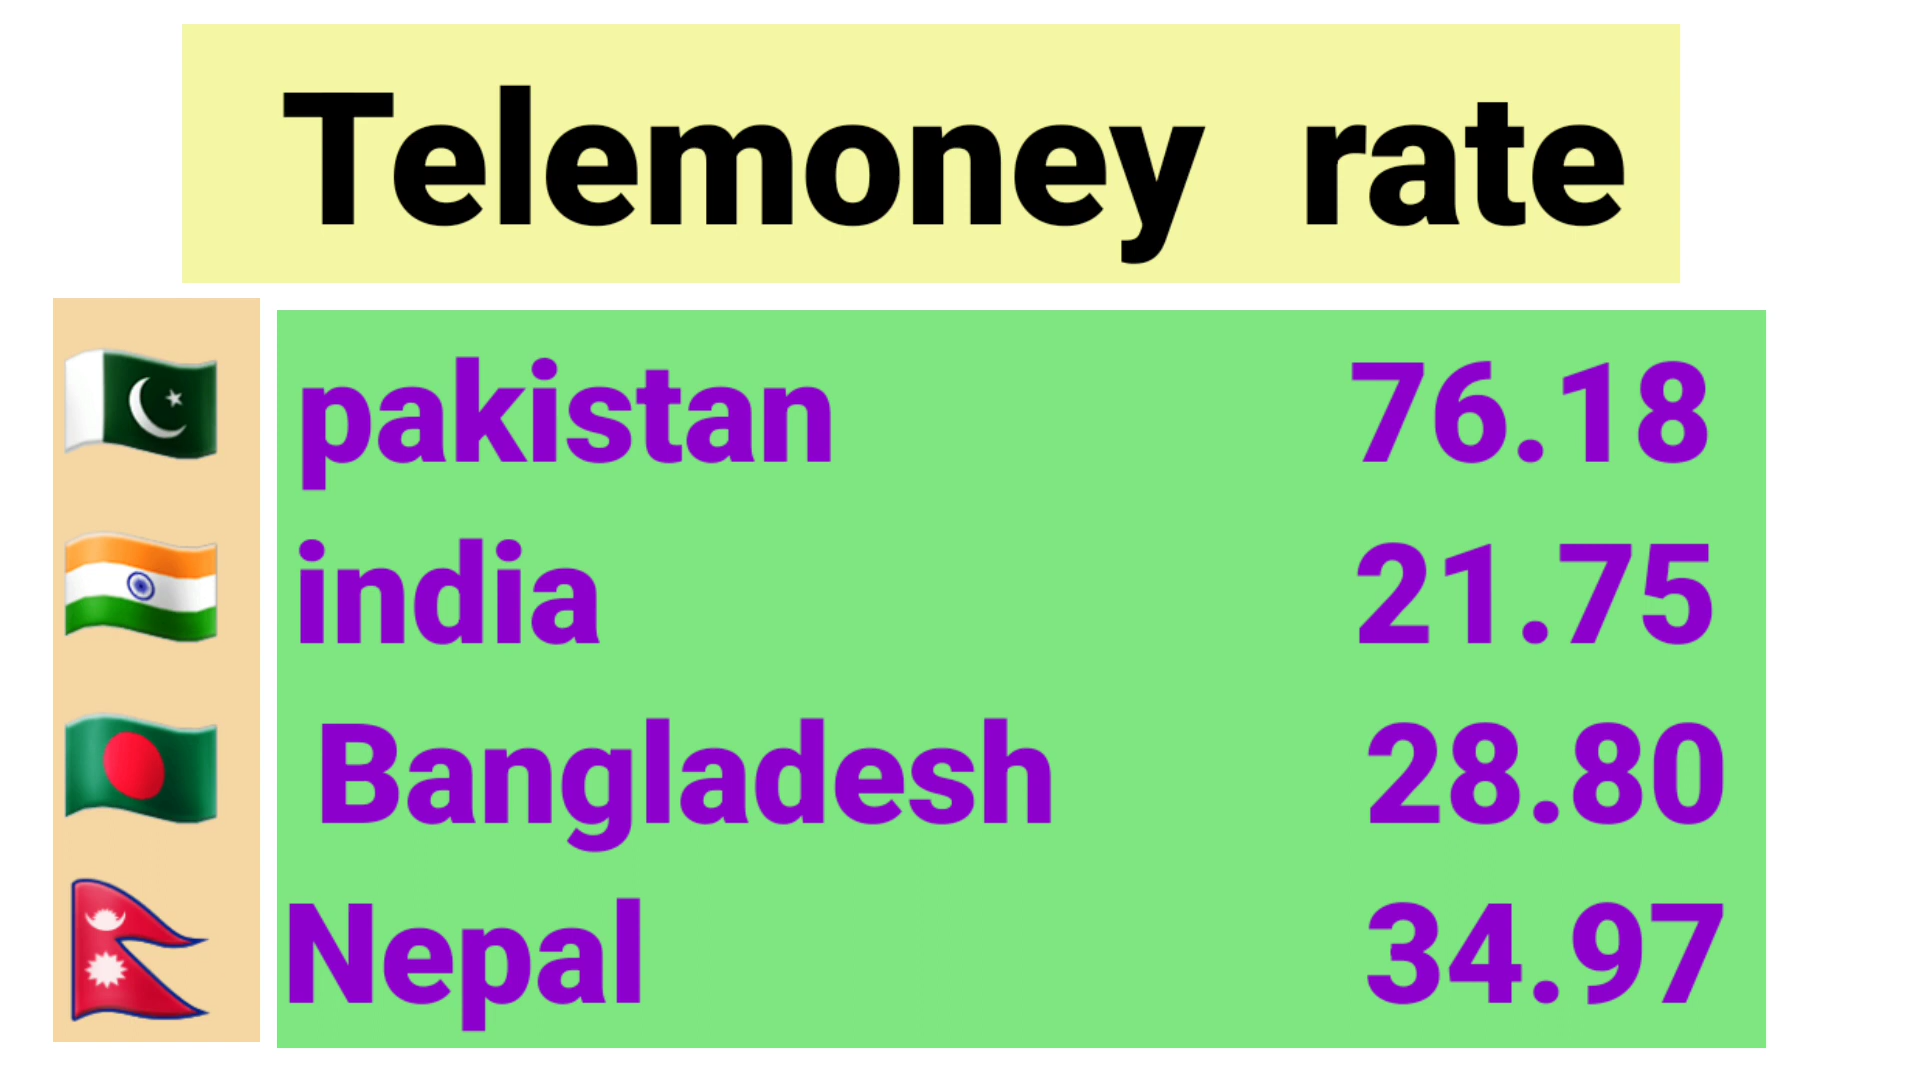 Telemoney rate
pakistan 76.18
india 21.75
Bangladesh 28.80
Nepal 34.97